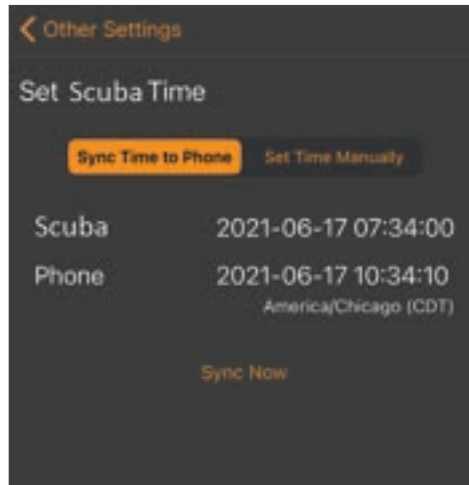 Other Settings
Set Scuba Time
Sync Time to Phone Set Time Manually
Scuba 2021-06-17 07:34:00
Phone 2021-06-17 10:34:10
America/Chicago (CDT)
Sync Now